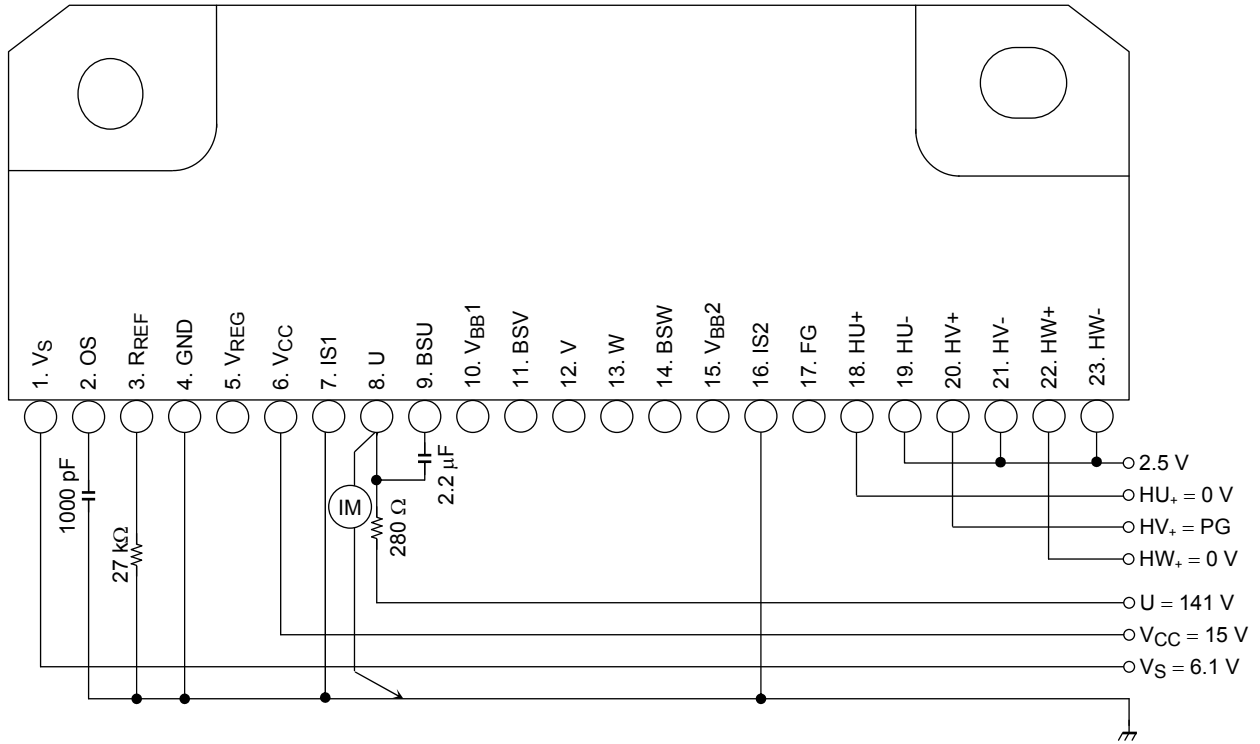 1. VS
2. OS
3. RREF
4. GND
5. VREG
6. VCC
7. IS1
8. U
9. BSU
10. VBB1
11. BSV
12. V
13. W
14. BSW
15. VBB2
16. IS2
17. FG
18. HU+
19. HU-
20. HV+
21. HV-
22. HW+
23. HW-
1000 pF
27 kΩ
IM
280 Ω
2.2 μF
2.5 V
HU+ = 0 V
HV+ = PG
HW+ = 0 V
U = 141 V
VCC = 15 V
VS = 6.1 V